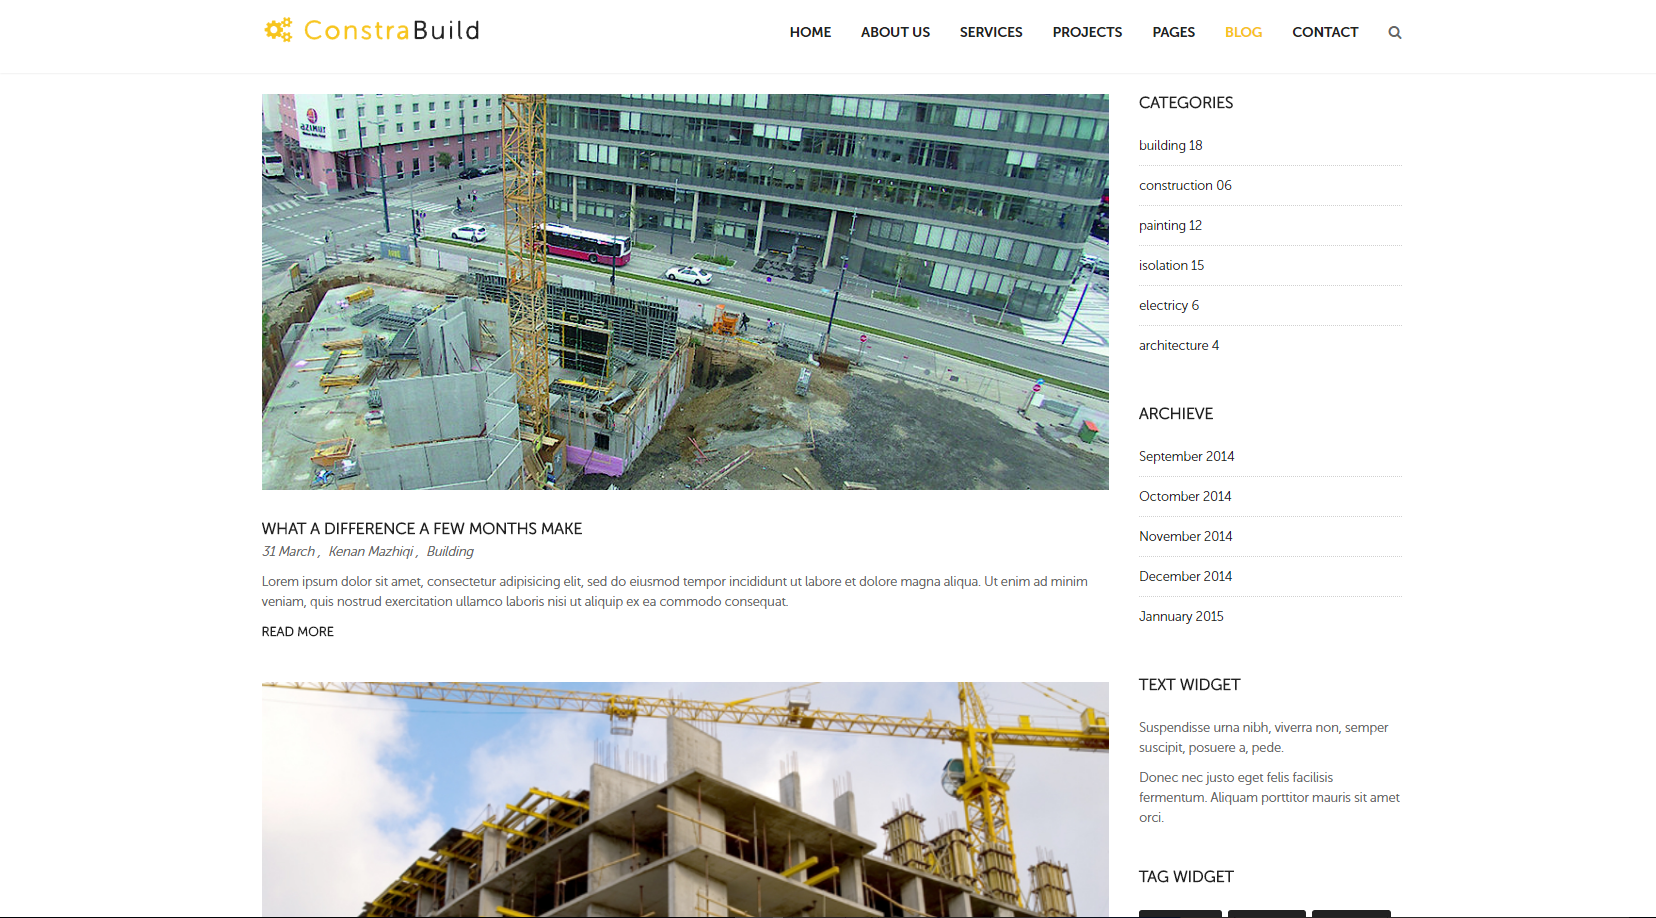 ConstraBuild
HOME ABOUT US SERVICES PROJECTS PAGES BLOG CONTACT
AZIMUT
WHAT A DIFFERENCE A FEW MONTHS MAKE
31 March , Kenan Mazhiqi , Building
Lorem ipsum dolor sit amet, consectetur adipisicing elit, sed do eiusmod tempor incididunt ut labore et dolore magna aliqua. Ut enim ad minim
veniam, quis nostrud exercitation ullamco laboris nisi ut aliquip ex ea commodo consequat.
READ MORE
CATEGORIES
building 18
construction 06
painting 12
isolation 15
electricy 6
architecture 4
ARCHIEVE
September 2014
Octomber 2014
November 2014
December 2014
Jannuary 2015
TEXT WIDGET
Suspendisse urna nibh, viverra non, semper
suscipit, posuere a, pede.
Donec nec justo eget felis facilisis
fermentum. Aliquam porttitor mauris sit amet
orci.
TAG WIDGET